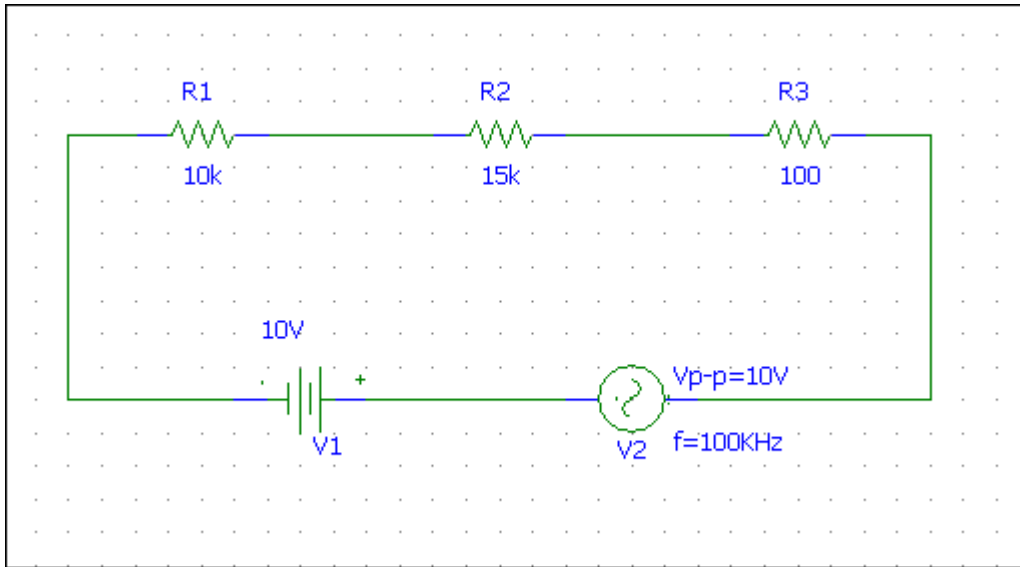 R1
R2
R3
10k
15k
100
10V
- +
Vp-p=10V
V1
V2
f=100KHz